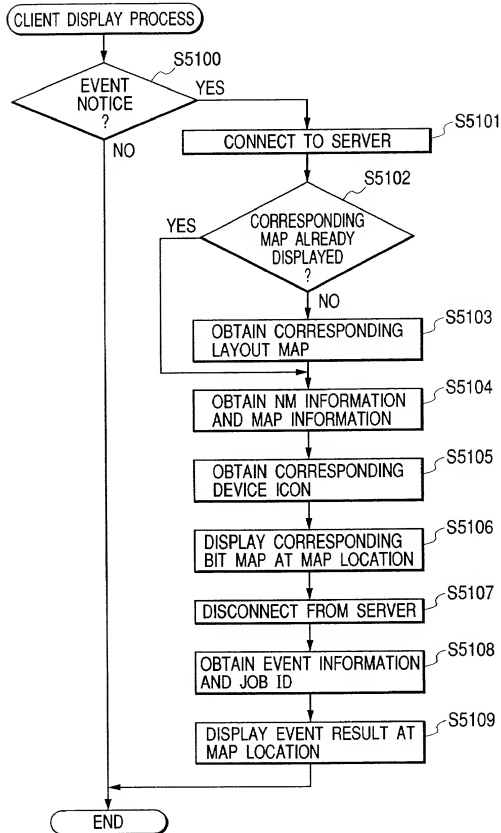 CLIENT DISPLAY PROCESS
S5100
EVENT
NOTICE
?
YES
NO
S5101
CONNECT TO SERVER
S5102
CORRESPONDING
MAP ALREADY
DISPLAYED
?
YES
NO
S5103
OBTAIN CORRESPONDING
LAYOUT MAP
S5104
OBTAIN NM INFORMATION
AND MAP INFORMATION
S5105
OBTAIN CORRESPONDING
DEVICE ICON
S5106
DISPLAY CORRESPONDING
BIT MAP AT MAP LOCATION
S5107
DISCONNECT FROM SERVER
S5108
OBTAIN EVENT INFORMATION
AND JOB ID
S5109
DISPLAY EVENT RESULT AT
MAP LOCATION
END